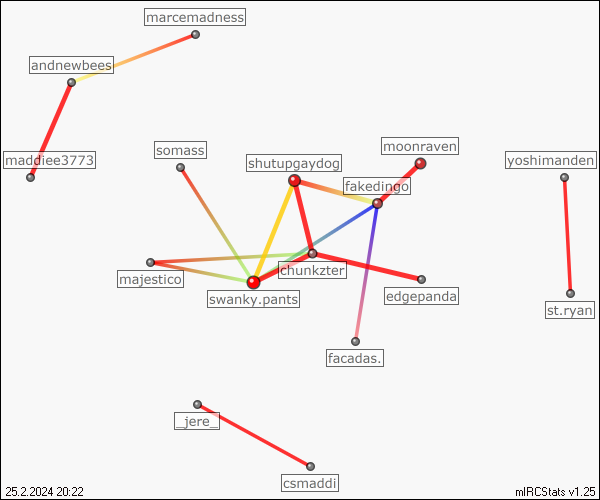 marcemadness
andnewbees
maddiee3773
somass
shutupgaydog
moonraven
fakedingo
yoshimanden
majestico
chunkzter
swanky.pants
edgepanda
st.ryan
facadas.
_jere_
csmaddi
25.2.2024 20:22
mIRCStats v1.25